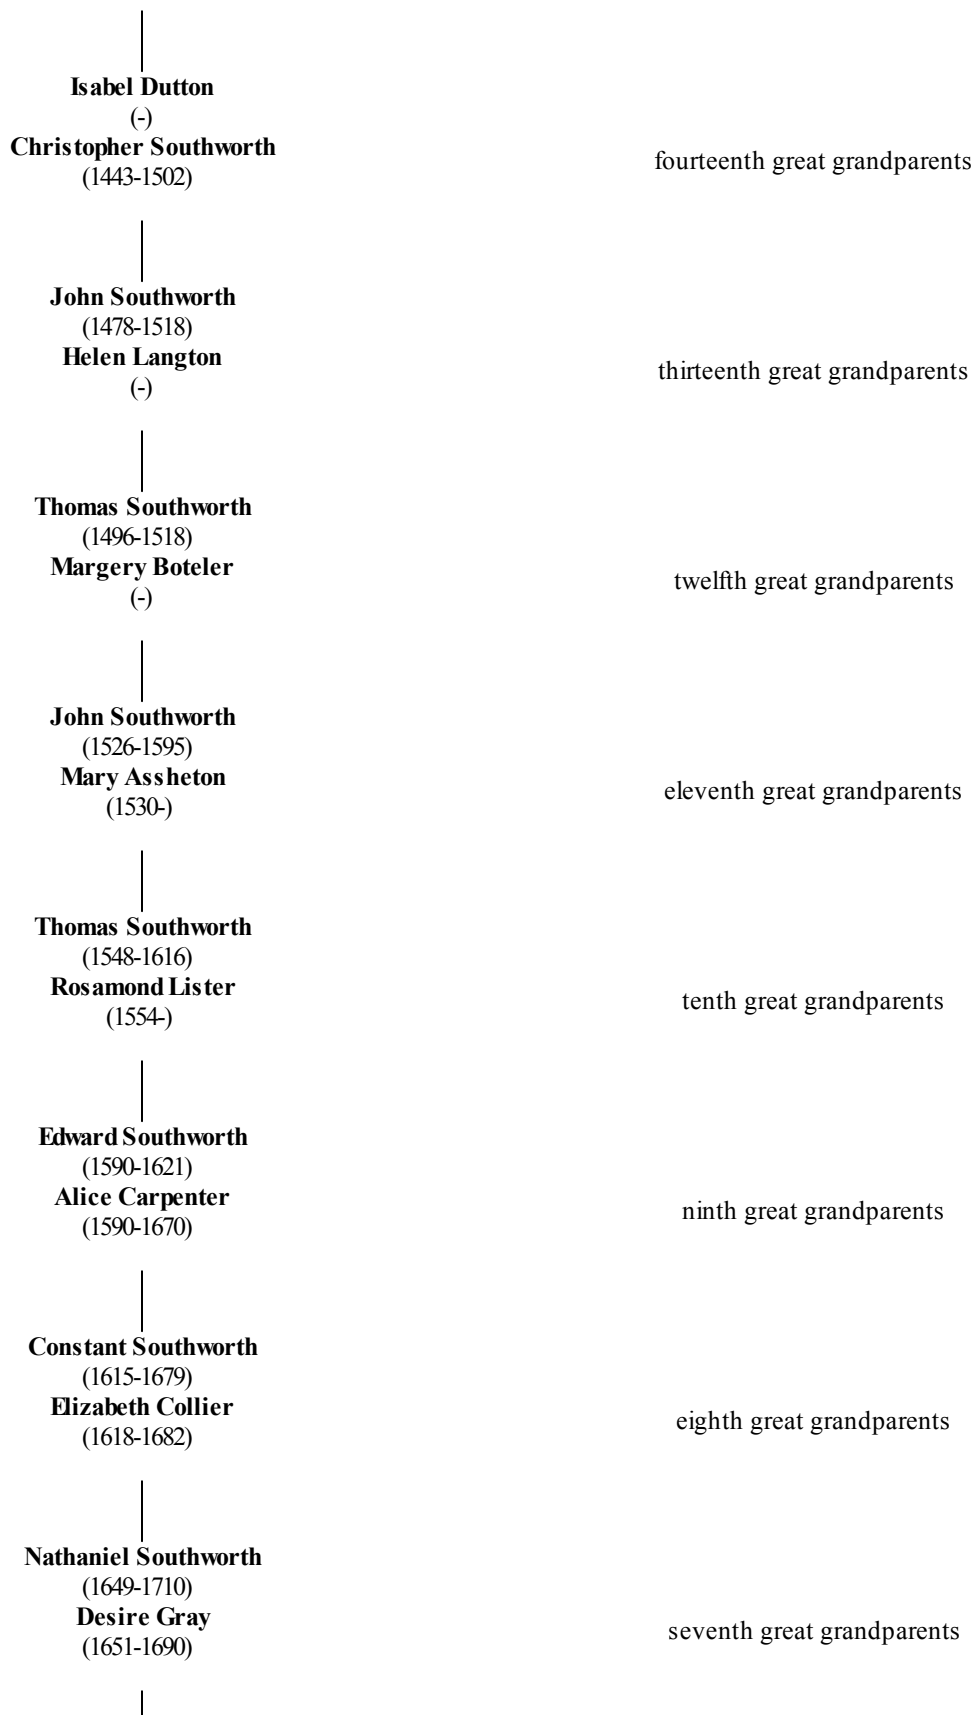 Isabel Dutton
(-)
Christopher Southworth
fourteenth great grandparents
(1443-1502)
John Southworth
(1478-1518)
Helen Langton
thirteenth great grandparents
(-)
Thomas Southworth
(1496-1518)
Margery Boteler
twelfth great grandparents
(-)
John Southworth
(1526-1595)
Mary Assheton
eleventh great grandparents
(1530-)
Thomas Southworth
(1548-1616)
Rosamond Lister
tenth great grandparents
(1554-)
Edward Southworth
(1590-1621)
Alice Carpenter
ninth great grandparents
(1590-1670)
Constant Southworth
(1615-1679)
Elizabeth Collier
eighth great grandparents
(1618-1682)
Nathaniel Southworth
(1649-1710)
Desire Gray
seventh great grandparents
(1651-1690)